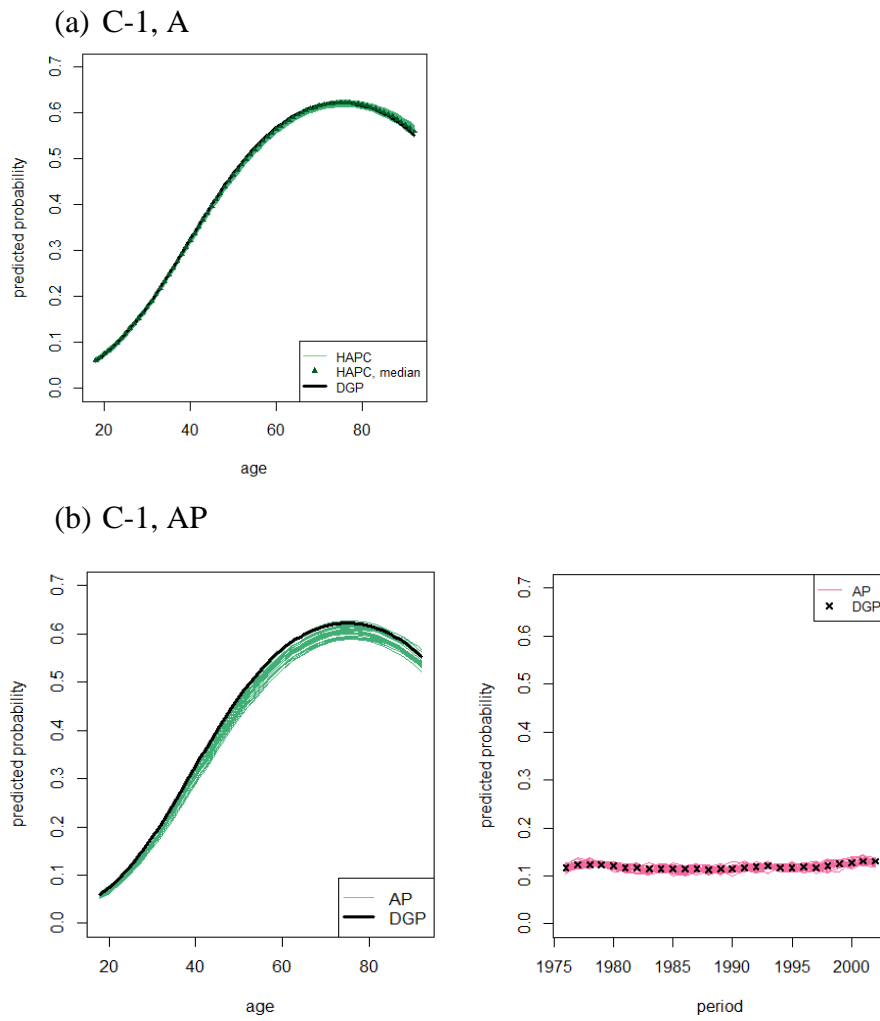 (a) C-1, A
0.7
0.6
0.5
0.4
0.3
0.2
0.1
0.0
predicted probability
HAPC
HAPC, median
DGP
20 40 60 80
age
(b) C-1, AP
0.7
0.6
0.5
0.4
0.3
0.2
0.1
0.0
predicted probability
AP
DGP
20 40 60 80
age
0.7
0.6
0.5
0.4
0.3
0.2
0.1
0.0
predicted probability
AP
DGP
1975 1980 1985 1990 1995 2000
period